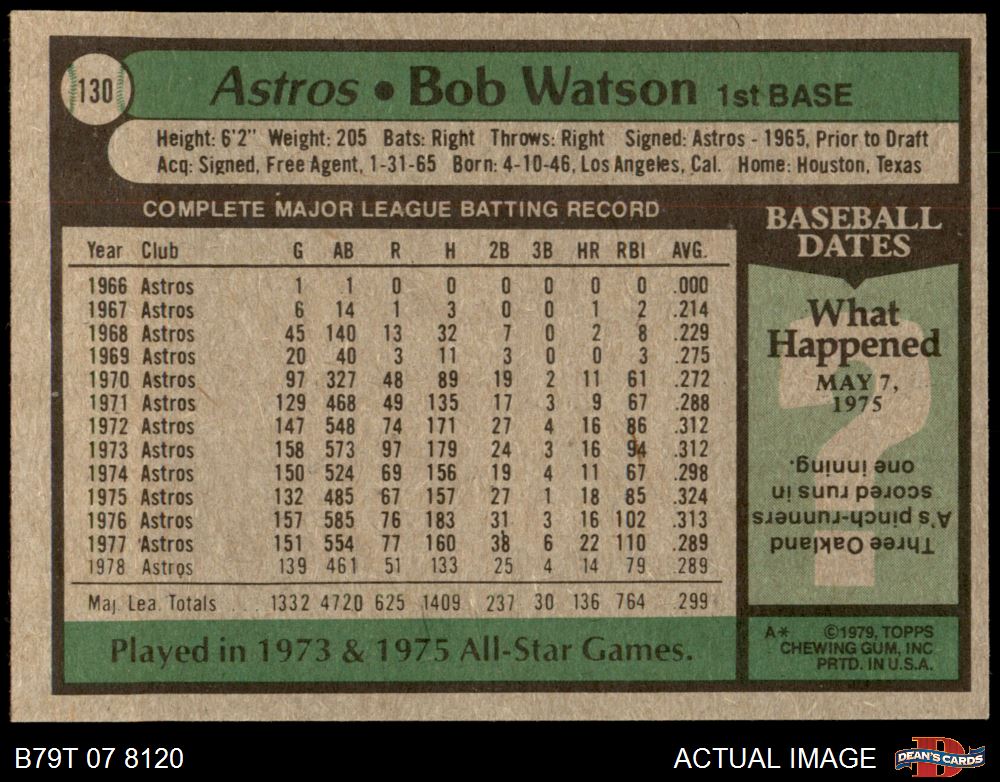 130
Astros • Bob Watson 1st BASE
Height: 6'2" Weight: 205 Bats: Right Throws: Right Signed: Astros - 1965, Prior to Draft
Acq: Signed, Free Agent, 1-31-65 Born: 4-10-46, Los Angeles, Cal. Home: Houston, Texas
COMPLETE MAJOR LEAGUE BATTING RECORD
Year Club G AB R H 2B 3B HR RBI AVG.
1966 Astros 1 1 0 0 0 0 0 0 .000
1967 Astros 6 14 1 3 0 0 1 2 .214
1968 Astros 45 140 13 32 7 0 2 8 .229
1969 Astros 20 40 3 11 3 0 0 3 .275
1970 Astros 97 327 48 89 19 2 11 61 .272
1971 Astros 129 468 49 135 17 3 9 67 .288
1972 Astros 147 548 74 171 27 4 16 86 .312
1973 Astros 158 573 97 179 24 3 16 94 .312
1974 Astros 150 524 69 156 19 4 11 67 .298
1975 Astros 132 485 67 157 27 1 18 85 .324
1976 Astros 157 585 76 183 31 3 16 102 .313
1977 Astros 151 554 77 160 38 6 22 110 .289
1978 Astros 139 461 51 133 25 4 14 79 .289
Maj. Lea. Totals ... 1332 4720 625 1409 237 30 136 764 .299
Played in 1973 & 1975 All-Star Games.
BASEBALL
DATES
What
Happened
MAY 7,
1975
Three Oakland
A's pinch-runners
scored runs in
one inning.
A* ©1979, TOPPS
CHEWING GUM, INC.
PRTD. IN U.S.A.
B79T 07 8120
ACTUAL IMAGE
D
DEAN'S CARDS